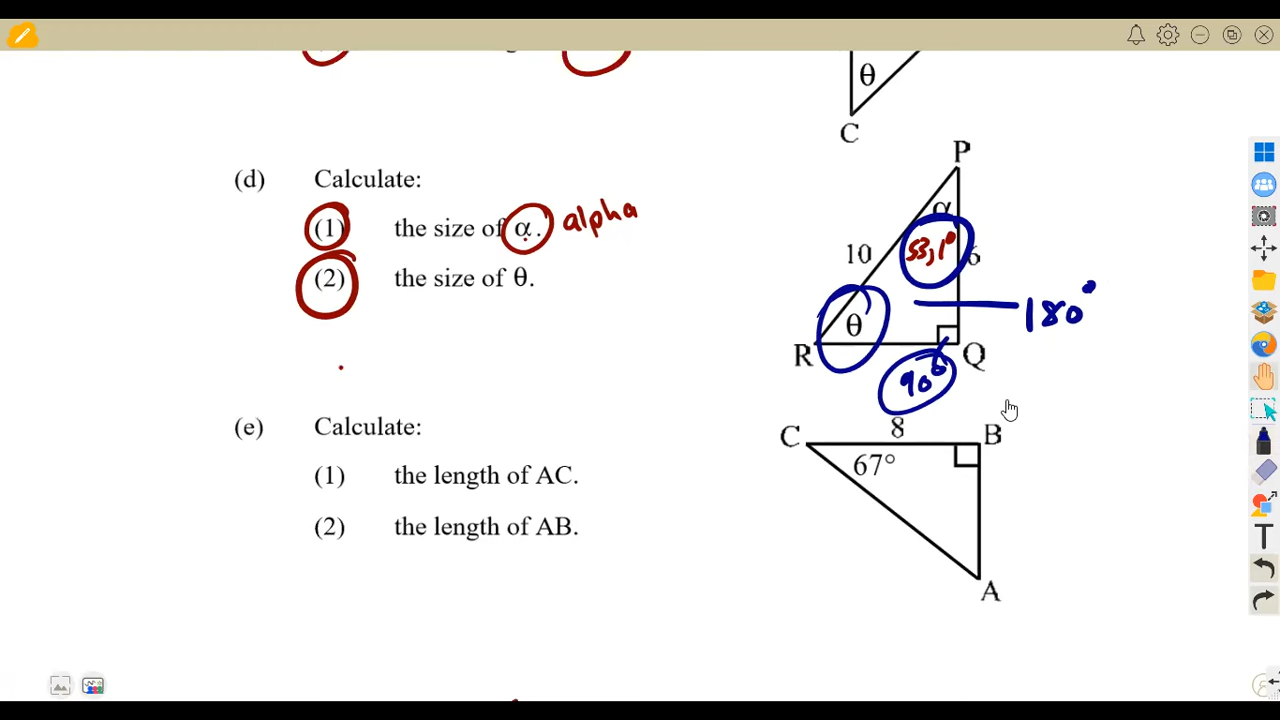 θ
C
(d) Calculate:
(1) the size of α. alpha
(2) the size of θ.
P
α
10
53,1°
6
θ
180°
R
Q
90°
(e) Calculate:
(1) the length of AC.
(2) the length of AB.
8
C
B
67°
A
T